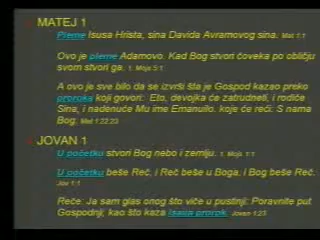 MATEJ 1
Pleme Isusa Hrista, sina Davida Avramovog sina. Mat 1:1
Ovo je pleme Adamovo. Kad Bog stvori čoveka po obličju
svom stvori ga. 1. Mojs 5:1
A ovo je sve bilo da se izvrši šta je Gospod kazao preko
proroka koji govori: Eto, devojka će zatrudneti, i rodiće
Sina, i nadenuće Mu ime Emanuilo. koje će reći: S nama
Bog. Mat 1:22,23
JOVAN 1
U početku stvori Bog nebo i zemlju. 1. Mojs 1:1
U početku beše Reč, i Reč beše u Boga, i Bog beše Reč.
Jov 1:1
Reče: Ja sam glas onog što viče u pustinji: Poravnite put
Gospodnji; kao što kaza Isaija prorok. Jovan 1:23